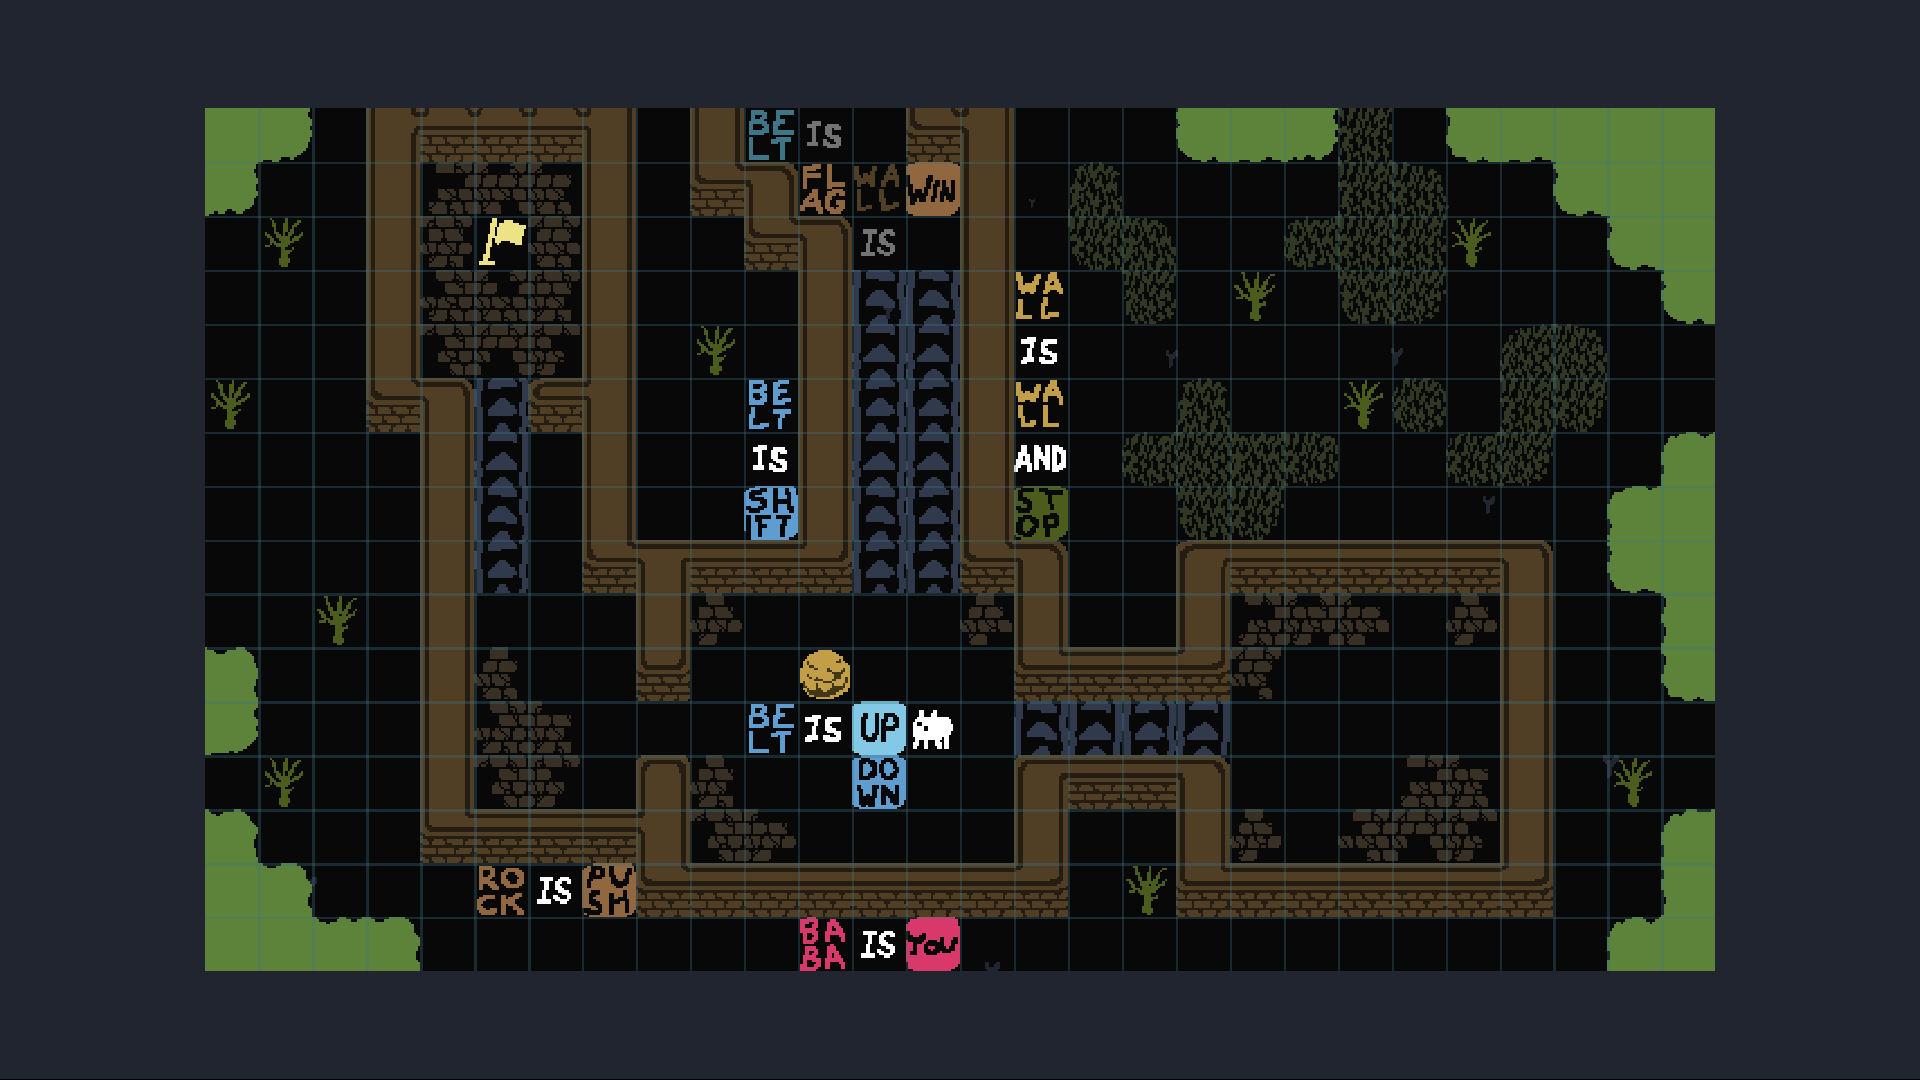 BELT IS
FLAG WALL WIN
IS
WALL
IS
BELT WALL
IS AND
SHIFT STOP
BELT IS UP
DOWN
ROCK IS PUSH
BABA IS YOU